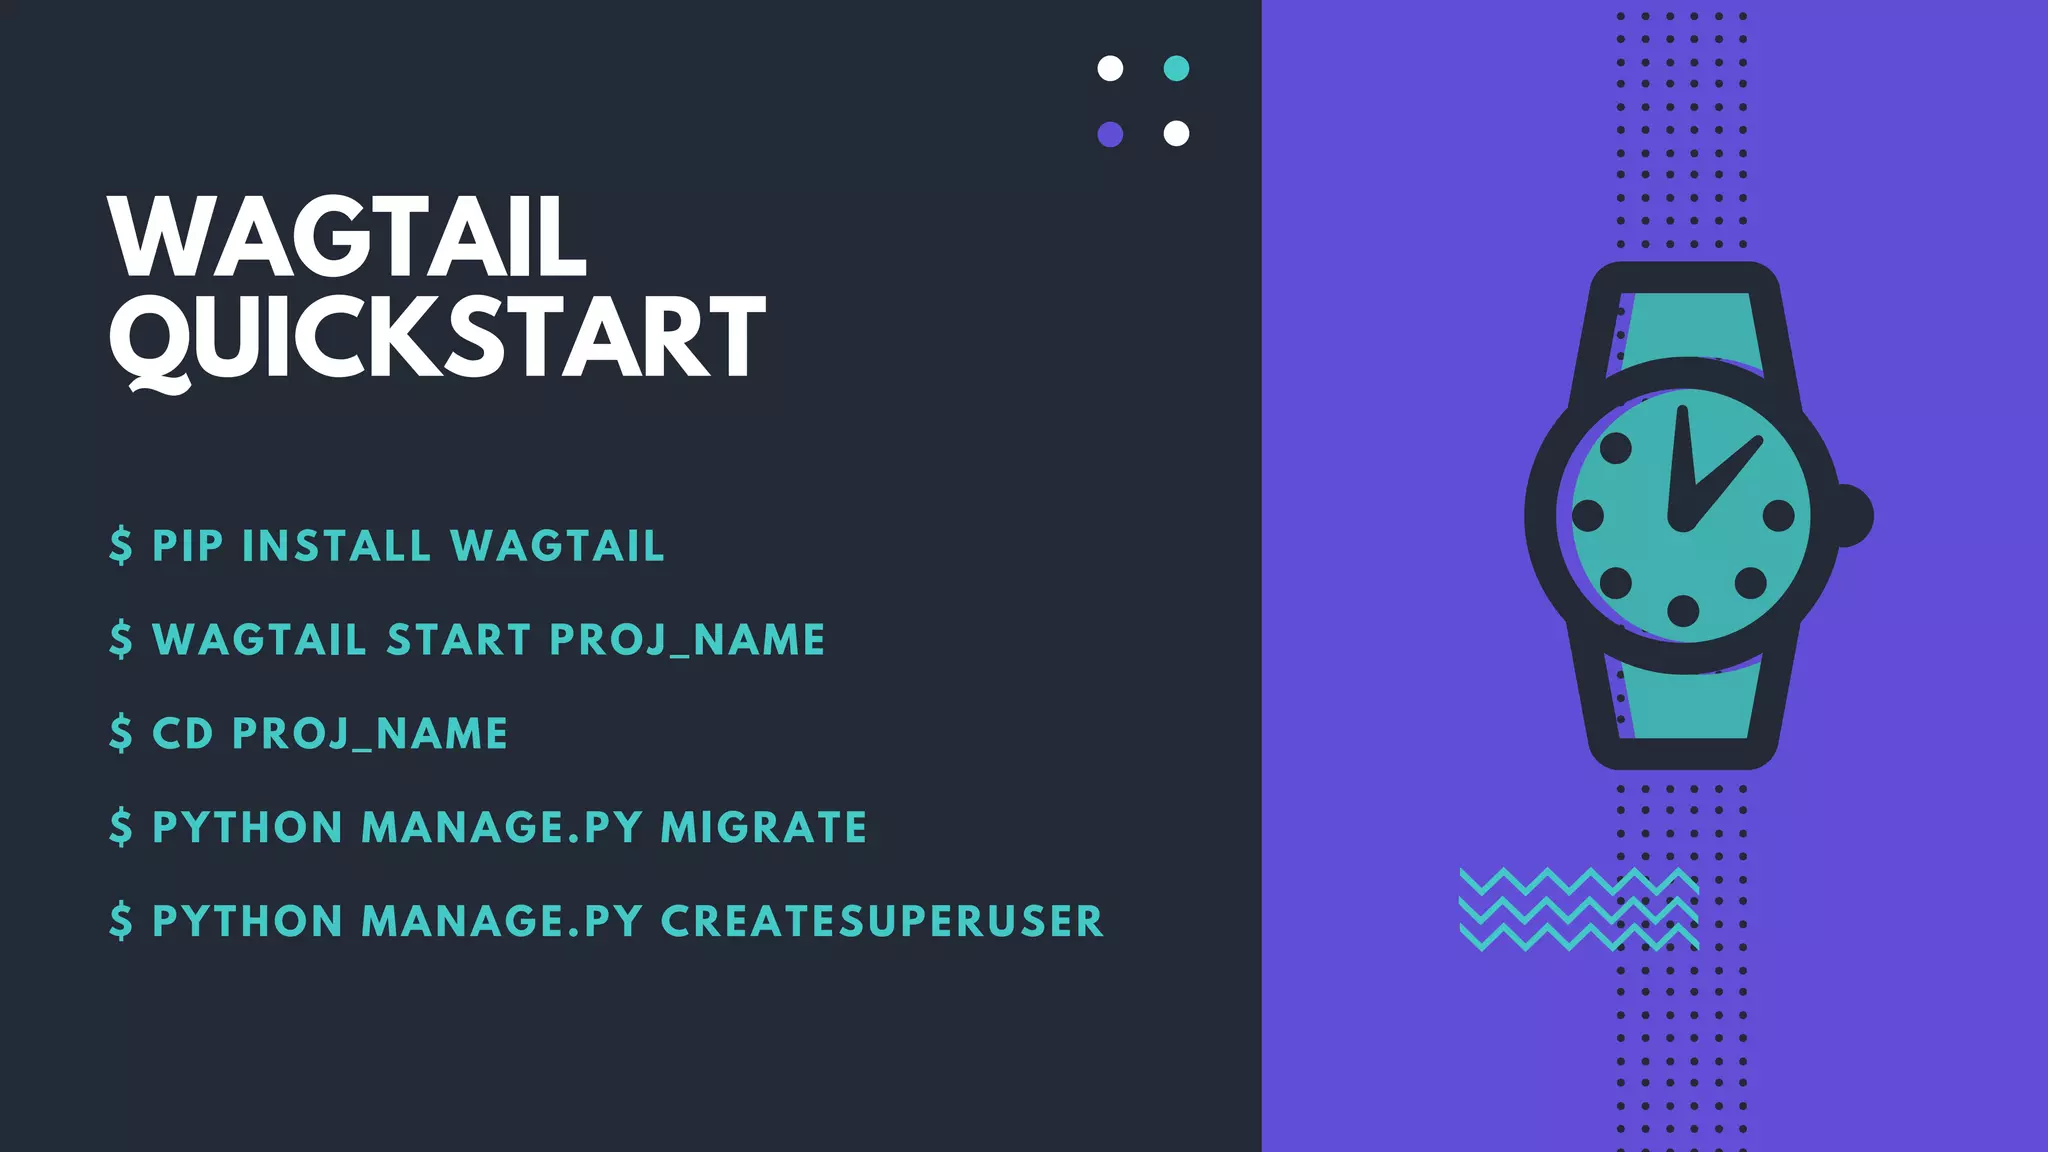 WAGTAIL
QUICKSTART
$ PIP INSTALL WAGTAIL
$ WAGTAIL START PROJ_NAME
$ CD PROJ_NAME
$ PYTHON MANAGE.PY MIGRATE
$ PYTHON MANAGE.PY CREATESUPERUSER